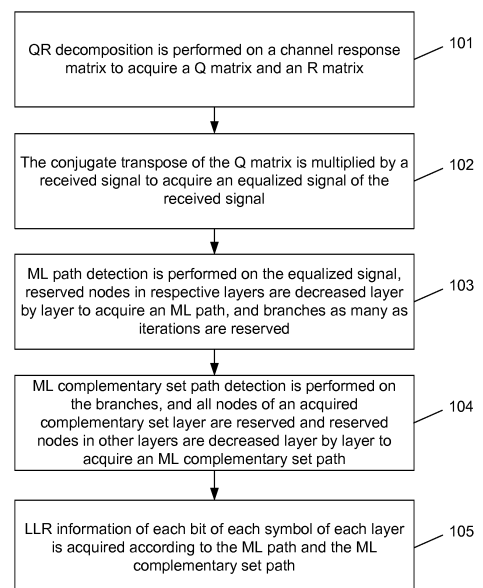 QR decomposition is performed on a channel response
matrix to acquire a Q matrix and an R matrix
101
The conjugate transpose of the Q matrix is multiplied by a
received signal to acquire an equalized signal of the
received signal
102
ML path detection is performed on the equalized signal,
reserved nodes in respective layers are decreased layer
by layer to acquire an ML path, and branches as many as
iterations are reserved
103
ML complementary set path detection is performed on
the branches, and all nodes of an acquired
complementary set layer are reserved and reserved
nodes in other layers are decreased layer by layer to
acquire an ML complementary set path
104
LLR information of each bit of each symbol of each layer
is acquired according to the ML path and the ML
complementary set path
105